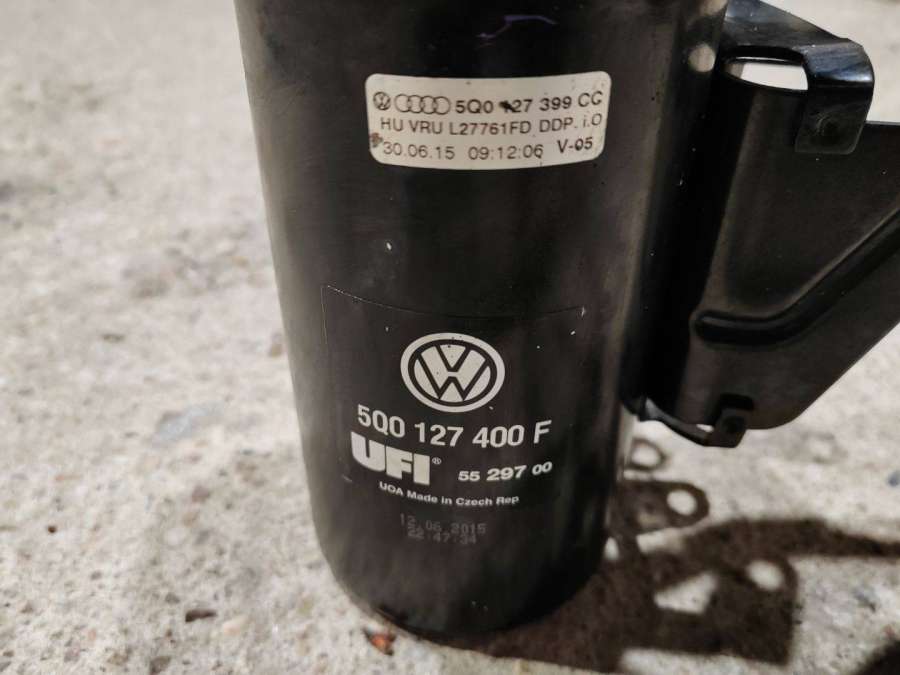 5Q0 127 399 CC
HU VRU L27761FD DDP. i.O
30.06.15 09:12:06 V-05
VW
5Q0 127 400 F
UFI® 55 297 00
UOA Made in Czech Rep
12.06.2015
22:47:34